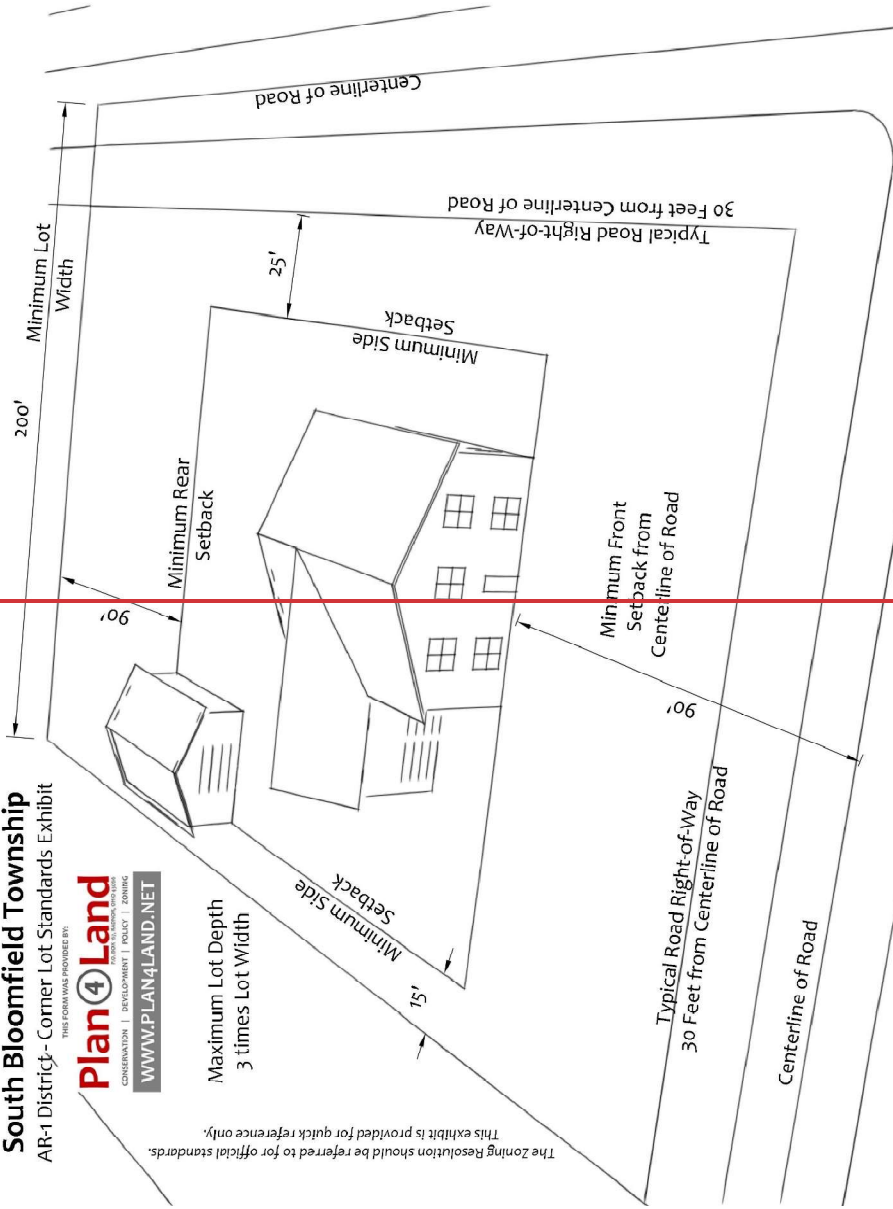 South Bloomfield Township
AR-1 District - Corner Lot Standards Exhibit
THIS FORM WAS PROVIDED BY:
Plan 4 Land
CONSERVATION | DEVELOPMENT | POLICY | ZONING
WWW.PLAN4LAND.NET
Maximum Lot Depth
3 times Lot Width
The Zoning Resolution should be referred to for official standards.
This exhibit is provided for quick reference only.
200'
Minimum Lot
Width
90'
Minimum Rear
Setback
25'
Minimum Side
Setback
Centerline of Road
30 Feet from Centerline of Road
Typical Road Right-of-Way
15'
Minimum Side
Setback
Minimum Front
Setback from
Centerline of Road
90'
Typical Road Right-of-Way
30 Feet from Centerline of Road
Centerline of Road